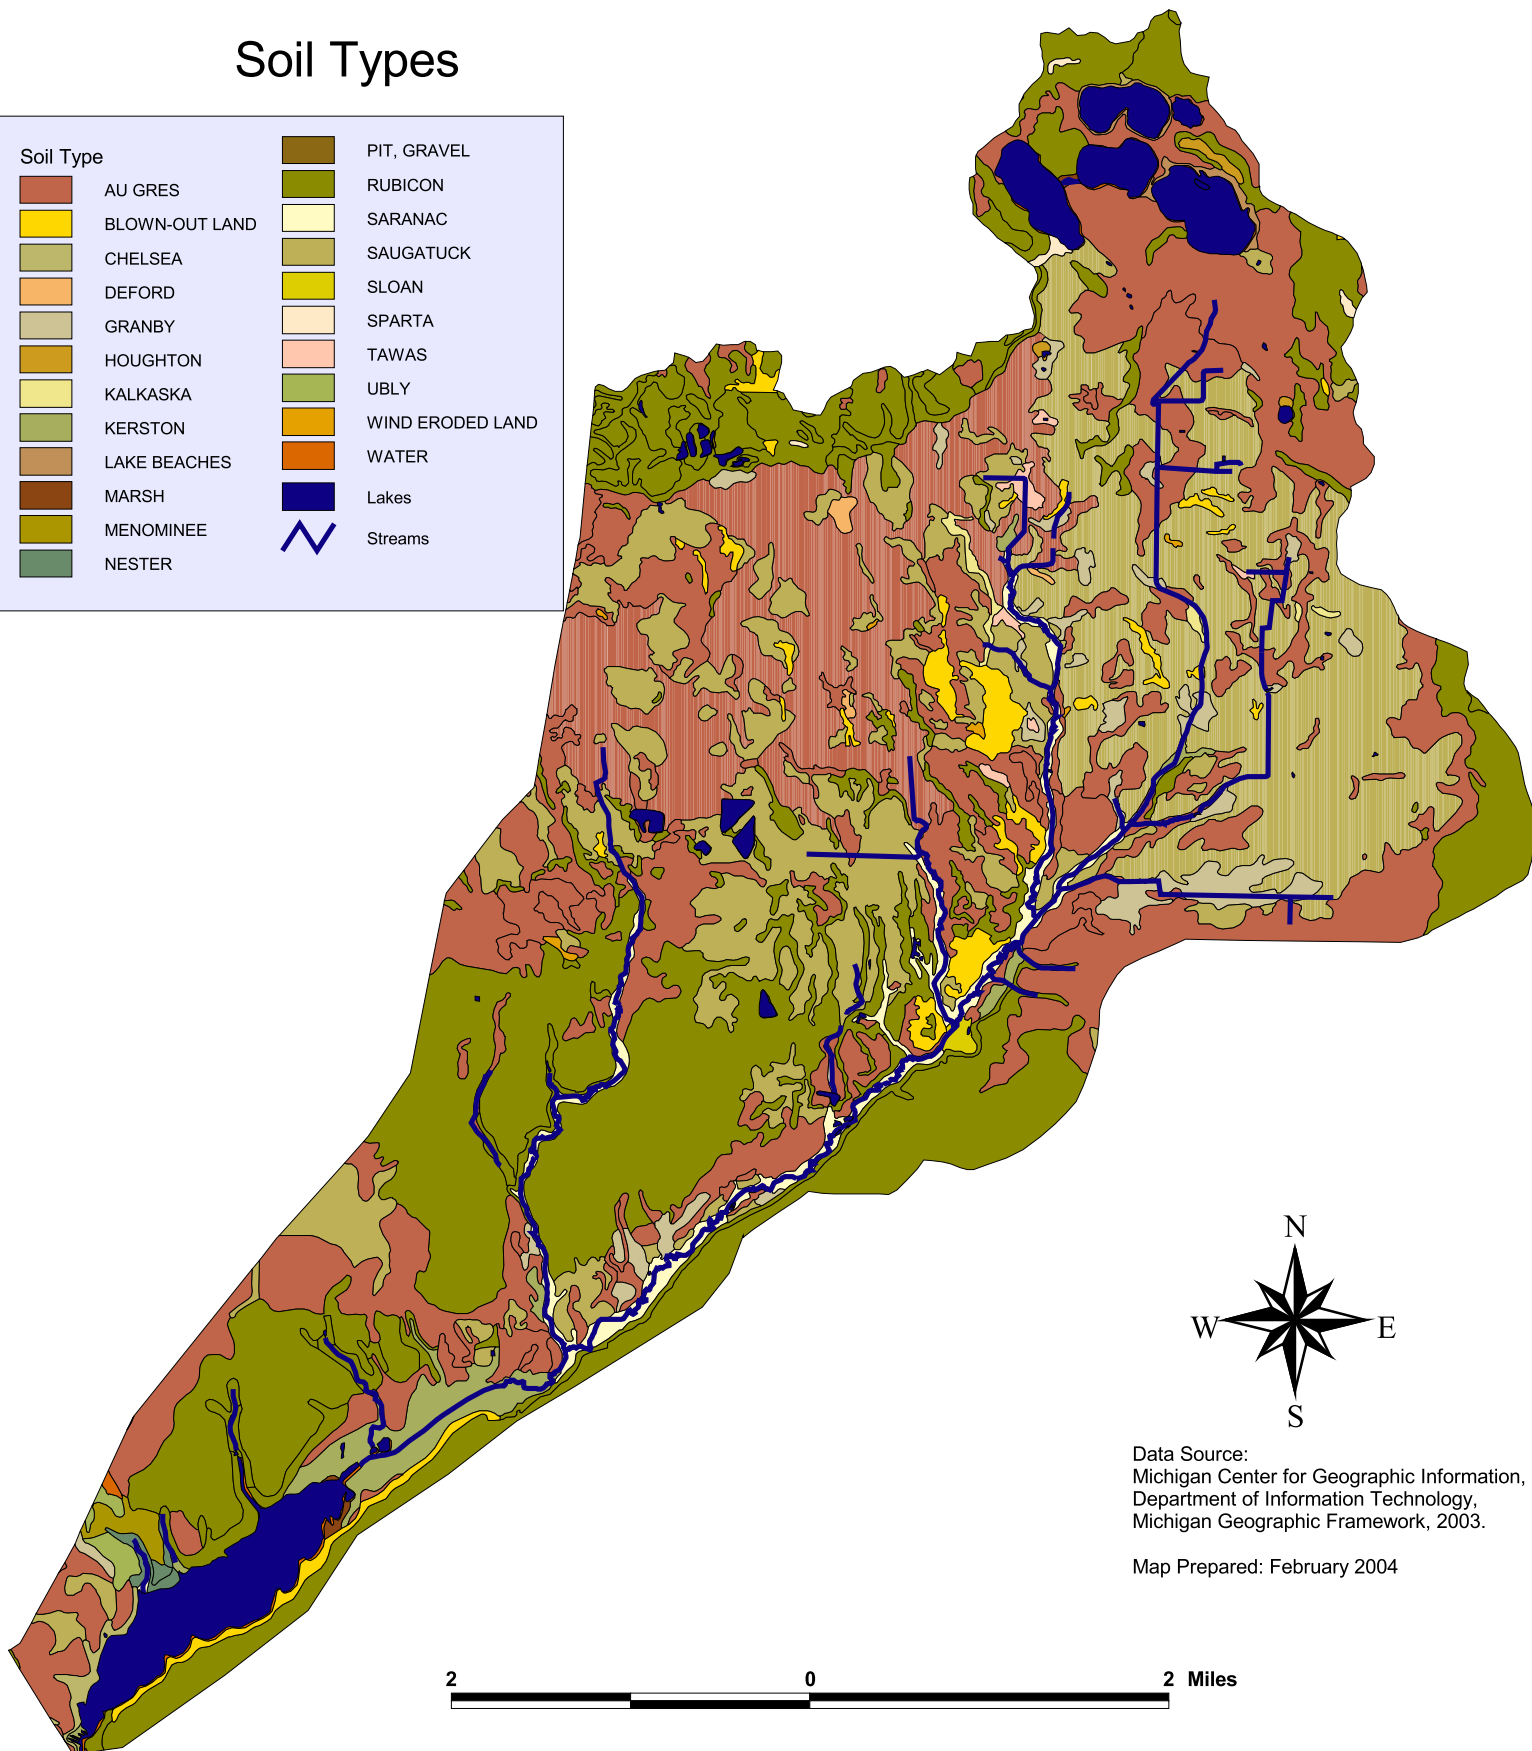 Soil Types
Soil Type
AU GRES
BLOWN-OUT LAND
CHELSEA
DEFORD
GRANBY
HOUGHTON
KALKASKA
KERSTON
LAKE BEACHES
MARSH
MENOMINEE
NESTER
PIT, GRAVEL
RUBICON
SARANAC
SAUGATUCK
SLOAN
SPARTA
TAWAS
UBLY
WIND ERODED LAND
WATER
Lakes
Streams
N
W E
S
Data Source:
Michigan Center for Geographic Information,
Department of Information Technology,
Michigan Geographic Framework, 2003.
Map Prepared: February 2004
2 0 2 Miles